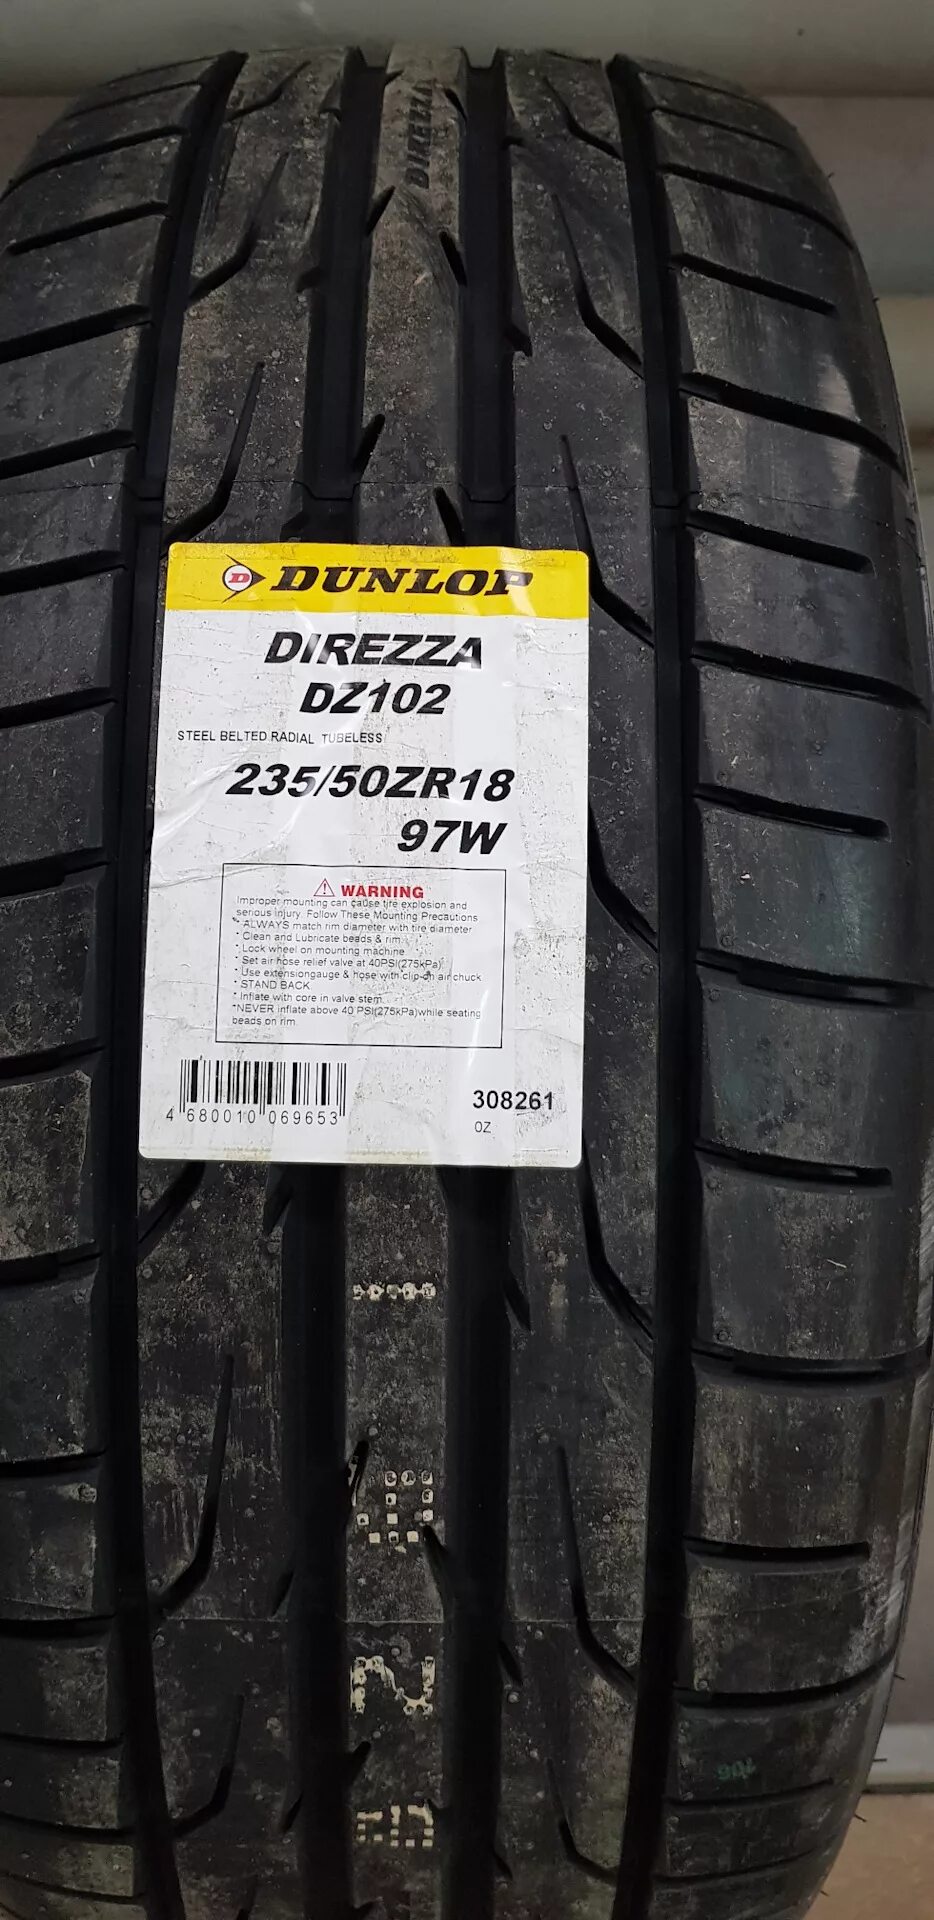 DIREZZA
DUNLOP
DIREZZA
DZ102
STEEL BELTED RADIAL TUBELESS
235/50ZR18
97W
WARNING
Improper mounting can cause tire explosion and
serious injury. Follow These Mounting Precautions
* ALWAYS match rim diameter with tire diameter
* Clean and Lubricate beads & rim.
* Lock wheel on mounting machine
* Set air hose relief valve at 40PSI(275kPa)
* Use extensiongauge & hose with clip-on air chuck
* STAND BACK
* Inflate with core in valve stem.
*NEVER inflate above 40 PSI(275kPa)while seating
beads on rim.
4 680010 069653
308261
OZ